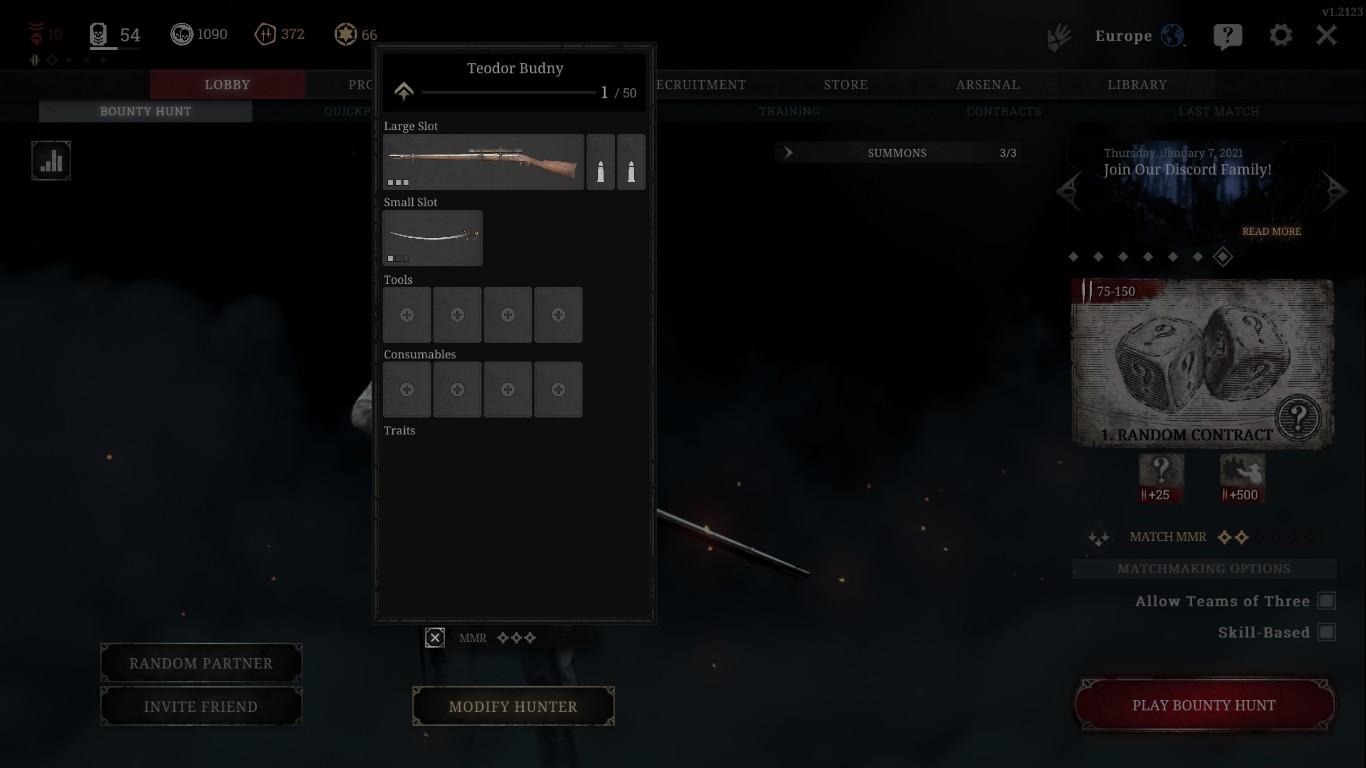 v1.2123
10
54
1090
372
66
Europe
LOBBY
STORE
ARSENAL
LIBRARY
BOUNTY HUNT
TRAINING
CONTRACTS
LAST MATCH
Teodor Budny
1 / 50
Large Slot
Small Slot
Tools
Consumables
Traits
SUMMONS 3/3
Thursday, January 7, 2021
Join Our Discord Family!
READ MORE
75-150
1. RANDOM CONTRACT
+25
+500
MATCH MMR
MATCHMAKING OPTIONS
Allow Teams of Three
Skill-Based
MMR
RANDOM PARTNER
INVITE FRIEND
MODIFY HUNTER
PLAY BOUNTY HUNT